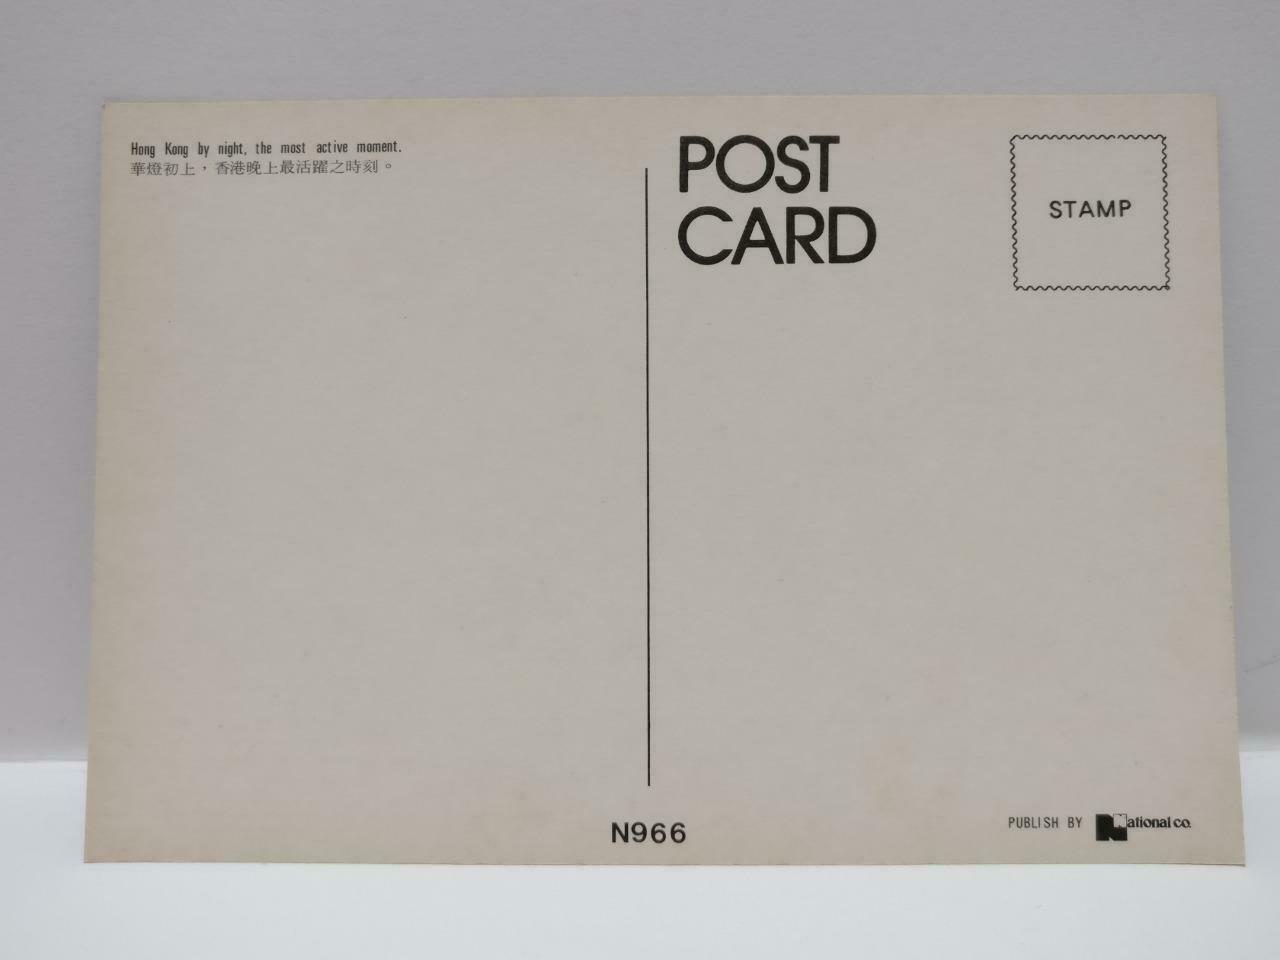 Hong Kong by night, the most active moment.
華燈初上，香港晚上最活躍之時刻。
POST
CARD
STAMP
N966
PUBLISH BY National co.